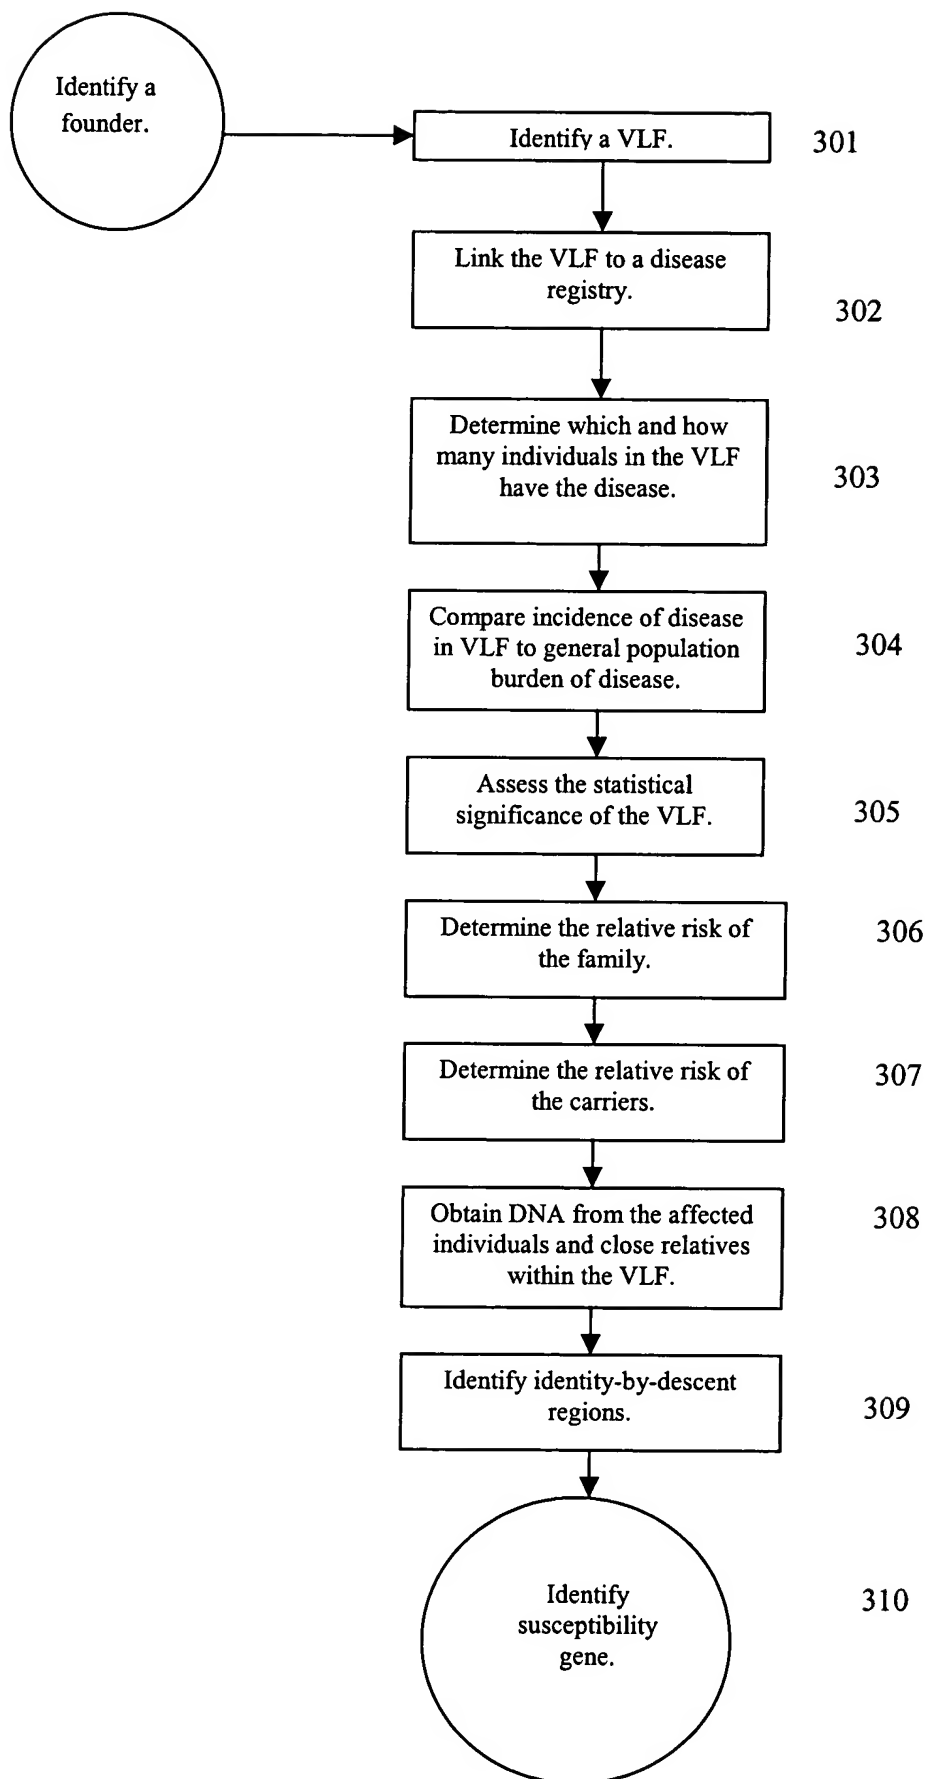 Identify a
founder.
Identify a VLF.
301
Link the VLF to a disease
registry.
302
Determine which and how
many individuals in the VLF
have the disease.
303
Compare incidence of disease
in VLF to general population
burden of disease.
304
Assess the statistical
significance of the VLF.
305
Determine the relative risk of
the family.
306
Determine the relative risk of
the carriers.
307
Obtain DNA from the affected
individuals and close relatives
within the VLF.
308
Identify identity-by-descent
regions.
309
Identify
susceptibility
gene.
310